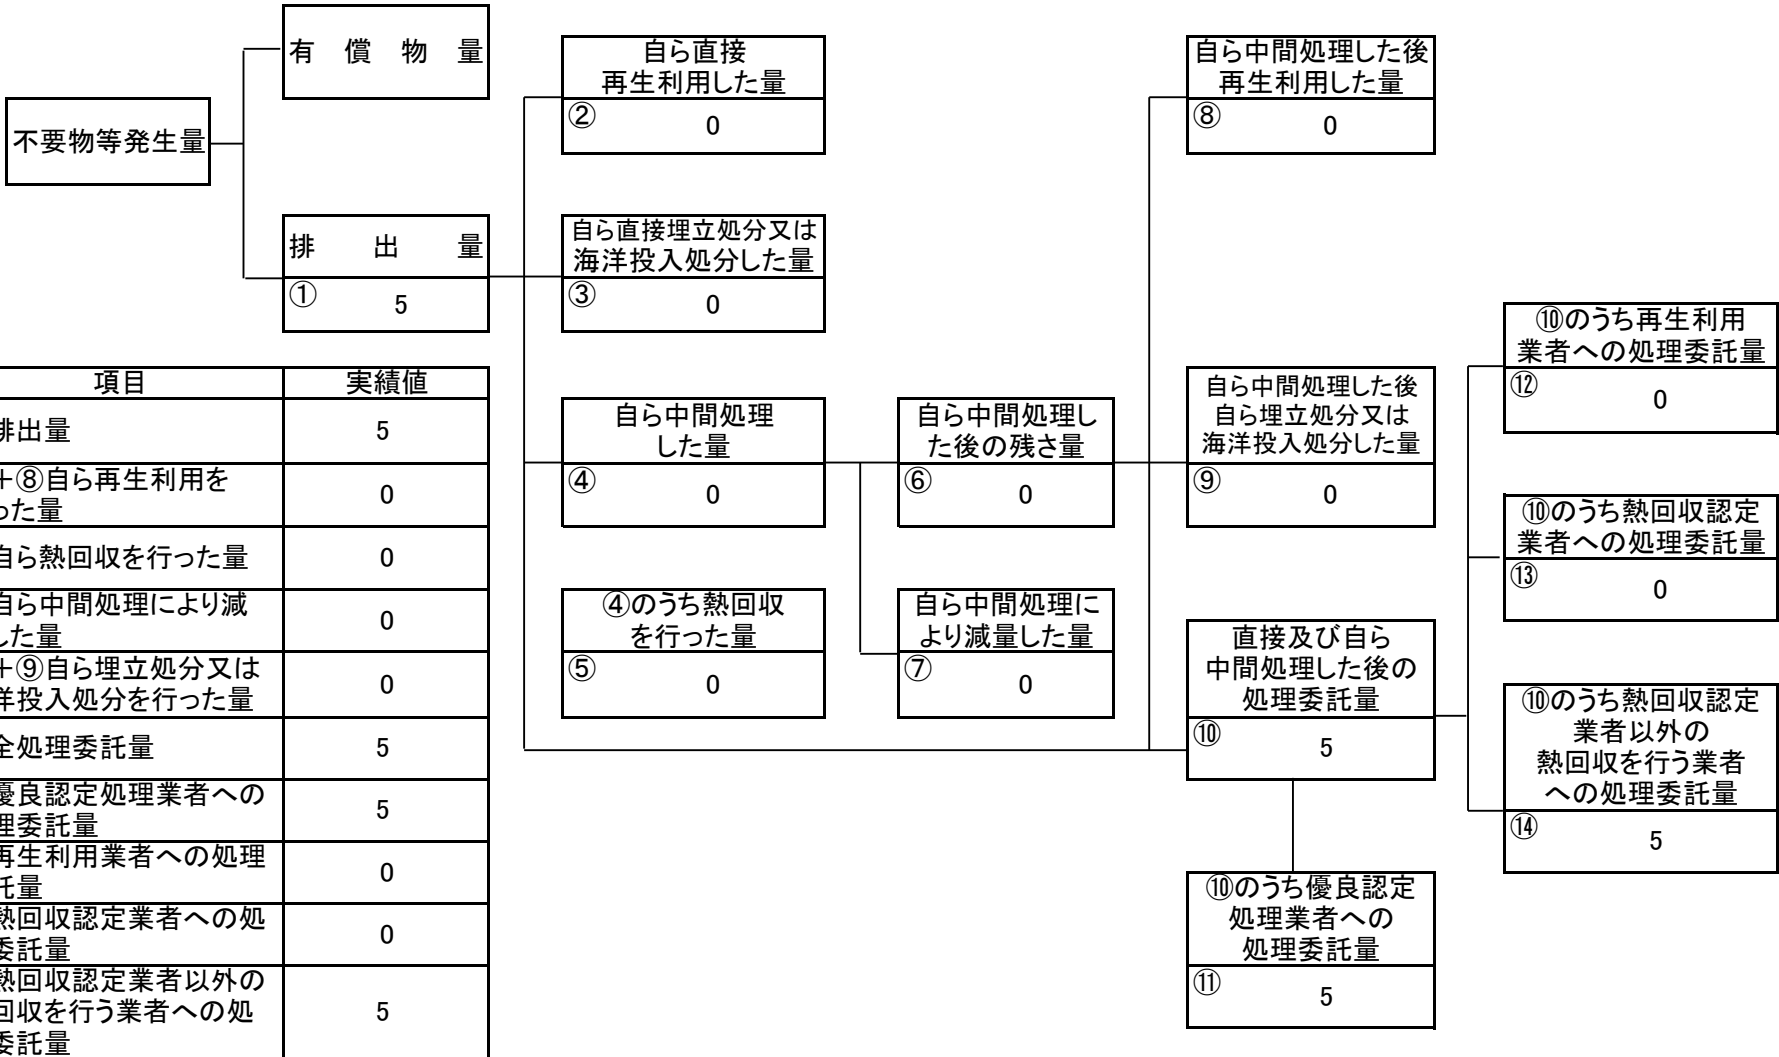 有償物量
不要物等発生量
排出量
① 5
自ら直接
再生利用した量
② 0
自ら直接埋立処分又は
海洋投入処分した量
③ 0
自ら中間処理
した量
④ 0
④のうち熱回収
を行った量
⑤ 0
自ら中間処理し
た後の残さ量
⑥ 0
自ら中間処理に
より減量した量
⑦ 0
自ら中間処理した後
再生利用した量
⑧ 0
自ら中間処理した後
自ら埋立処分又は
海洋投入処分した量
⑨ 0
直接及び自ら
中間処理した後の
処理委託量
⑩ 5
⑩のうち優良認定
処理業者への
処理委託量
⑪ 5
⑩のうち再生利用
業者への処理委託量
⑫ 0
⑩のうち熱回収認定
業者への処理委託量
⑬ 0
⑩のうち熱回収認定
業者以外の
熱回収を行う業者
への処理委託量
⑭ 5
項目 実績値
排出量 5
+⑧自ら再生利用を
った量 0
自ら熱回収を行った量 0
自ら中間処理により減
した量 0
+⑨自ら埋立処分又は
洋投入処分を行った量 0
全処理委託量 5
優良認定処理業者への
理委託量 5
再生利用業者への処理
託量 0
熱回収認定業者への処
委託量 0
熱回収認定業者以外の
回収を行う業者への処
委託量 5